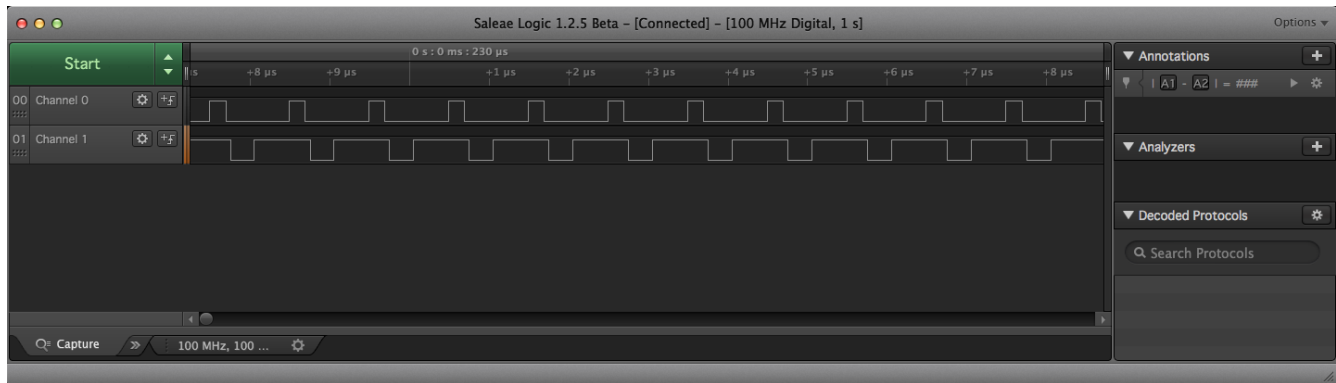 Saleae Logic 1.2.5 Beta – [Connected] – [100 MHz Digital, 1 s]
Options
Start
0 s : 0 ms : 230 µs
s +8 µs +9 µs +1 µs +2 µs +3 µs +4 µs +5 µs +6 µs +7 µs +8 µs
00 Channel 0
01 Channel 1
Annotations
| A1 - A2 | = ###
Analyzers
Decoded Protocols
Search Protocols
Capture
100 MHz, 100 ...